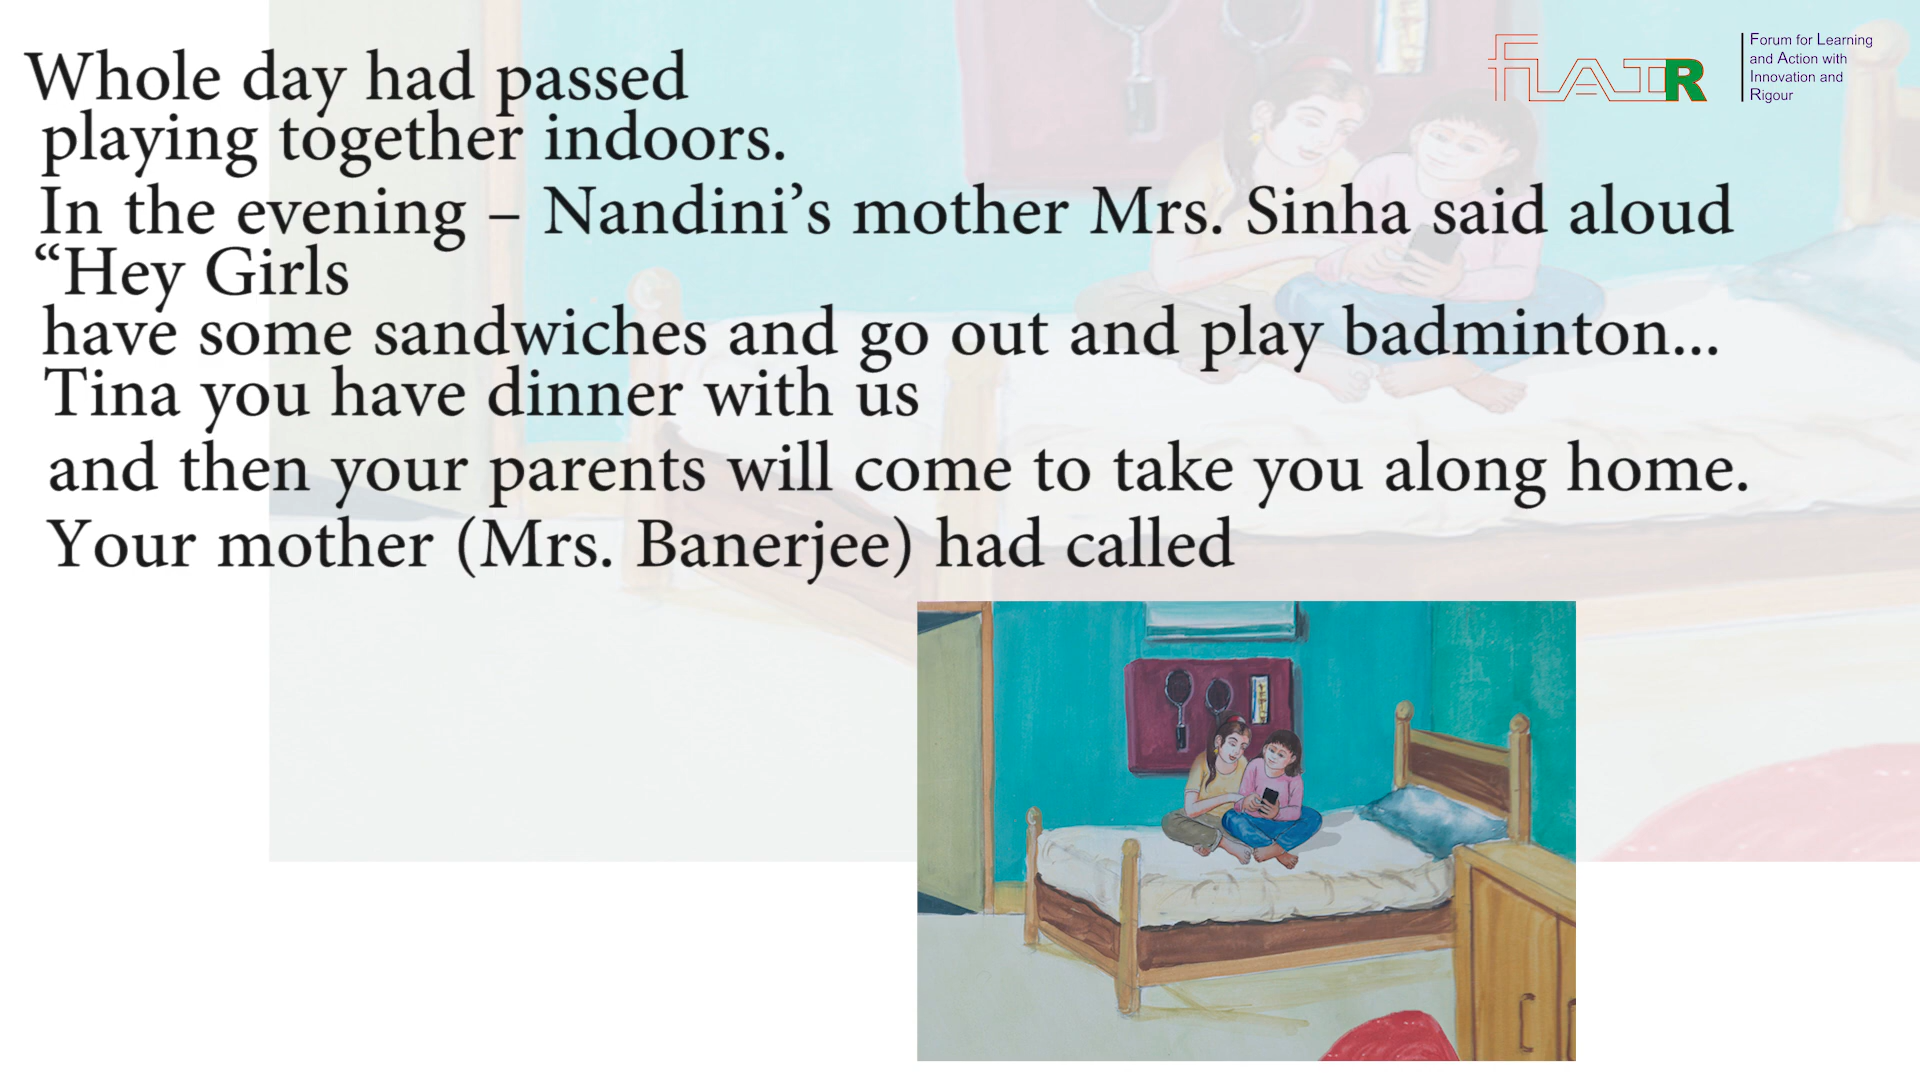 Whole day had passed
playing together indoors.
In the evening – Nandini’s mother Mrs. Sinha said aloud
“Hey Girls
have some sandwiches and go out and play badminton...
Tina you have dinner with us
and then your parents will come to take you along home.
Your mother (Mrs. Banerjee) had called
FLAIR
Forum for Learning
and Action with
Innovation and
Rigour